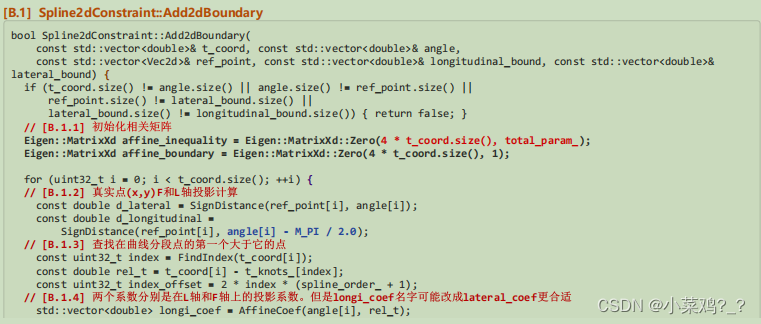 [B.1] Spline2dConstraint::Add2dBoundary
bool Spline2dConstraint::Add2dBoundary(
const std::vector<double>& t_coord, const std::vector<double>& angle,
const std::vector<Vec2d>& ref_point, const std::vector<double>& longitudinal_bound, const std::vector<double>&
lateral_bound) {
if (t_coord.size() != angle.size() || angle.size() != ref_point.size() ||
ref_point.size() != lateral_bound.size() ||
lateral_bound.size() != longitudinal_bound.size()) { return false; }
// [B.1.1] 初始化相关矩阵
Eigen::MatrixXd affine_inequality = Eigen::MatrixXd::Zero(4 * t_coord.size(), total_param_);
Eigen::MatrixXd affine_boundary = Eigen::MatrixXd::Zero(4 * t_coord.size(), 1);
for (uint32_t i = 0; i < t_coord.size(); ++i) {
// [B.1.2] 真实点(x,y)F和L轴投影计算
const double d_lateral = SignDistance(ref_point[i], angle[i]);
const double d_longitudinal =
SignDistance(ref_point[i], angle[i] - M_PI / 2.0);
// [B.1.3] 查找在曲线分段点的第一个大于它的点
const uint32_t index = FindIndex(t_coord[i]);
const double rel_t = t_coord[i] - t_knots_[index];
const uint32_t index_offset = 2 * index * (spline_order_ + 1);
// [B.1.4] 两个系数分别是在L轴和F轴上的投影系数。但是longi_coef名字可能改成lateral_coef更合适
std::vector<double> longi_coef = AffineCoef(angle[i], rel_t);
CSDN @小菜鸡?_?